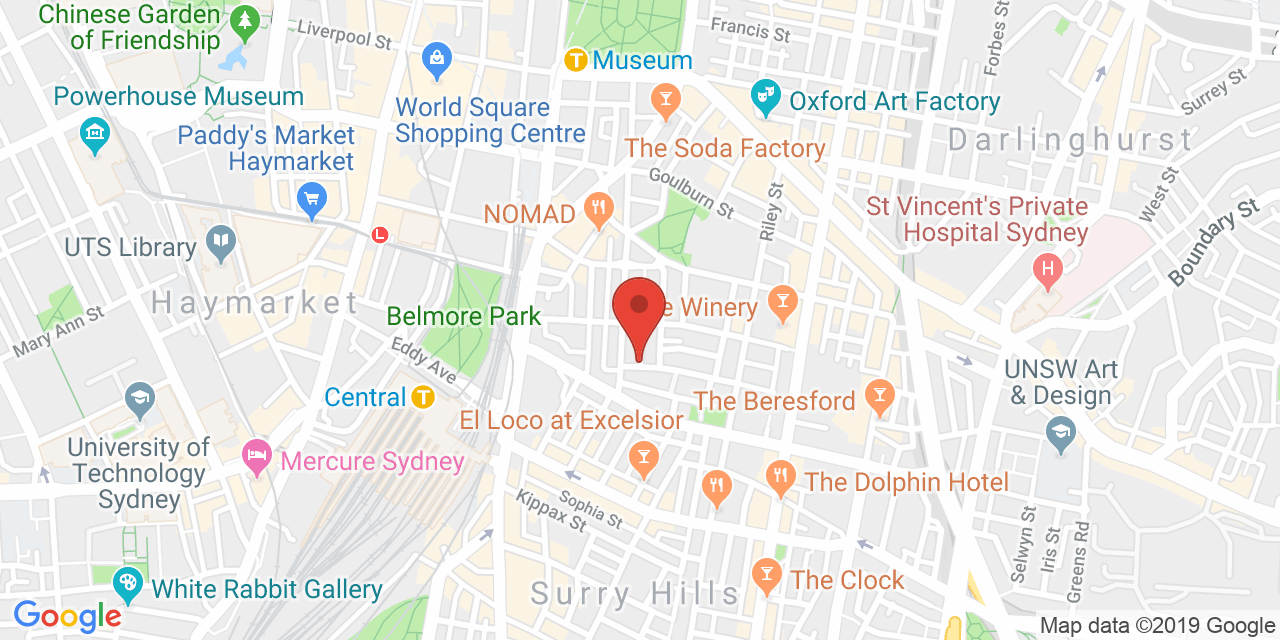 Chinese Garden
of Friendship
Liverpool St
Francis St
Forbes St
Museum
Surrey St
Powerhouse Museum
World Square
Shopping Centre
Oxford Art Factory
Paddy's Market
Haymarket
Darlinghurst
The Soda Factory
Goulburn St
Riley St
West St
St Vincent's Private
Hospital Sydney
NOMAD
Boundary St
UTS Library
H
L
Haymarket
Belmore Park
e Winery
Mary Ann St
Eddy Ave
UNSW Art
& Design
Central
T
T
The Beresford
El Loco at Excelsior
University of
Technology
Sydney
Mercure Sydney
The Dolphin Hotel
Sophia St
Kippax St
Selwyn St
Iris St
Greens Rd
White Rabbit Gallery
Surry Hills
The Clock
Google
Map data ©2019 Google